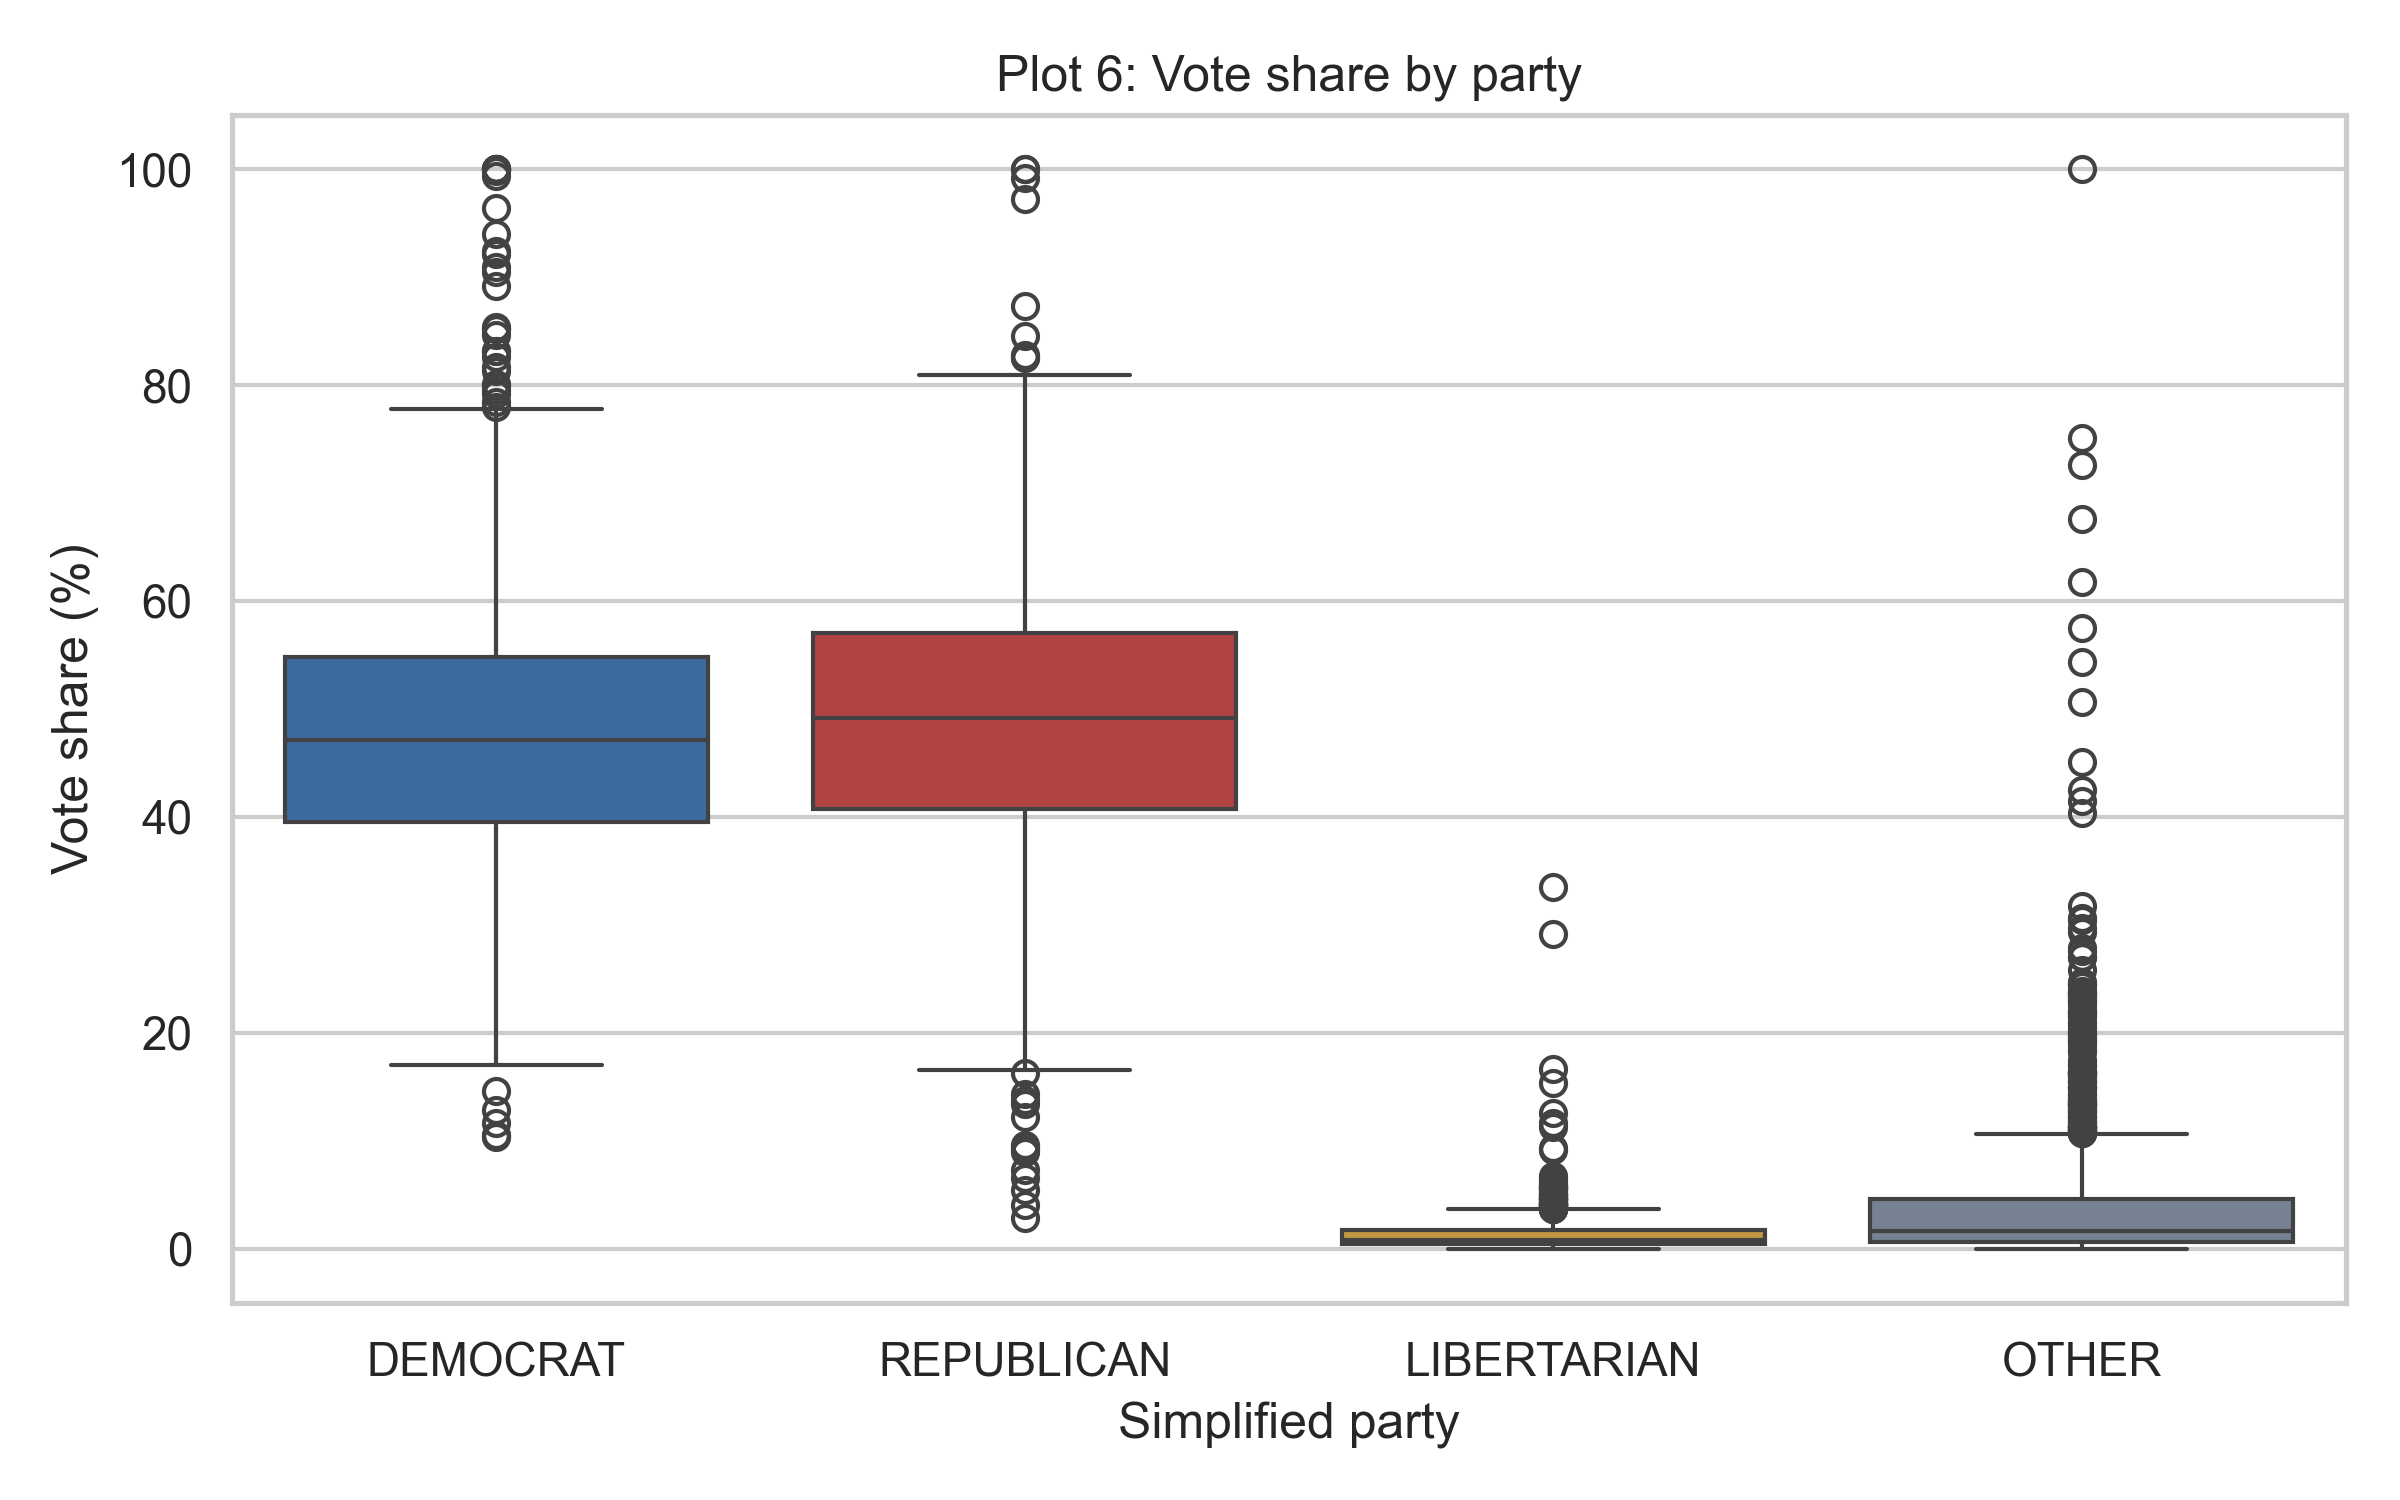 Plot 6: Vote share by party
Vote share (%)
100
80
60
40
20
0
DEMOCRAT REPUBLICAN LIBERTARIAN OTHER
Simplified party